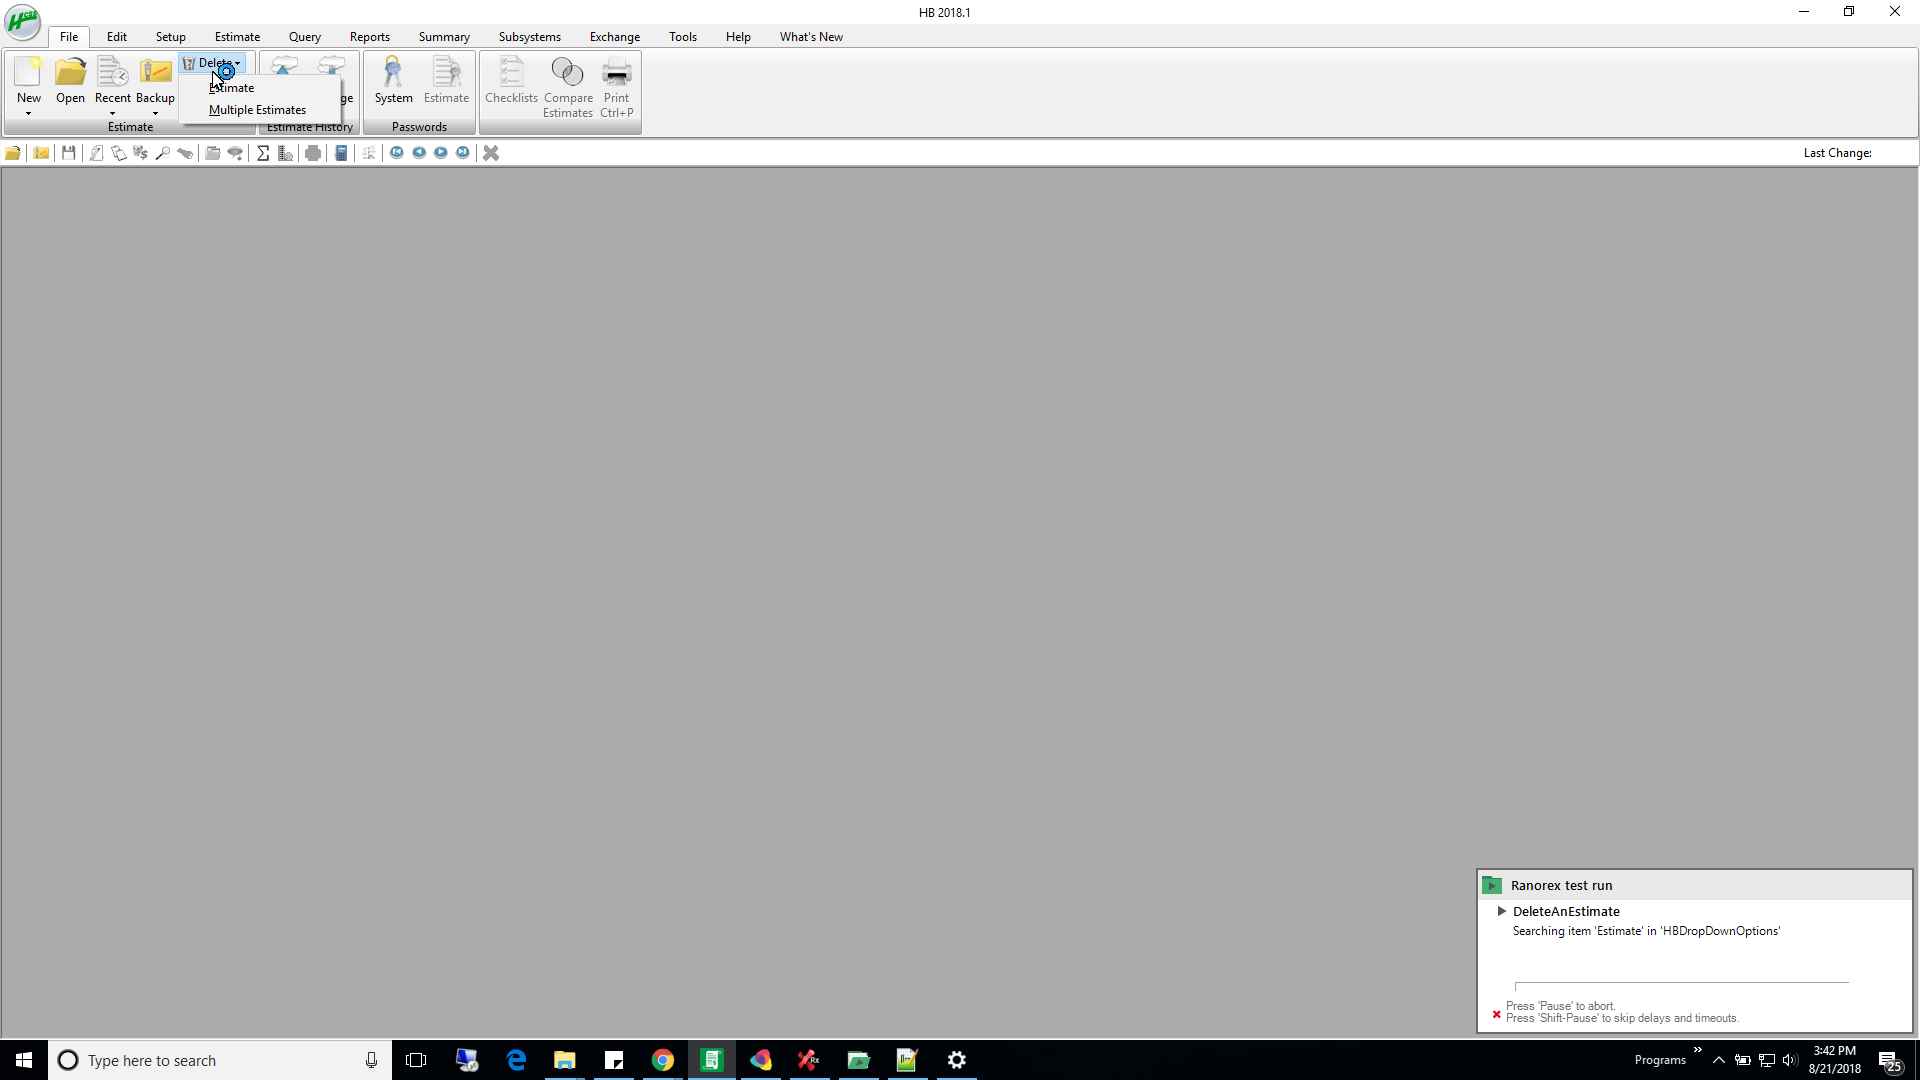 HB 2018.1
File Edit Setup Estimate Query Reports Summary Subsystems Exchange Tools Help What's New
Delete
Estimate
Multiple Estimates
New Open Recent Backup System Estimate Checklists Compare Estimates Print Ctrl+P
Estimate Estimate History Passwords
Last Change:
Ranorex test run
DeleteAnEstimate
Searching item 'Estimate' in 'HBDropDownOptions'
Press 'Pause' to abort.
Press 'Shift-Pause' to skip delays and timeouts.
Type here to search
Programs
3:42 PM
8/21/2018
25